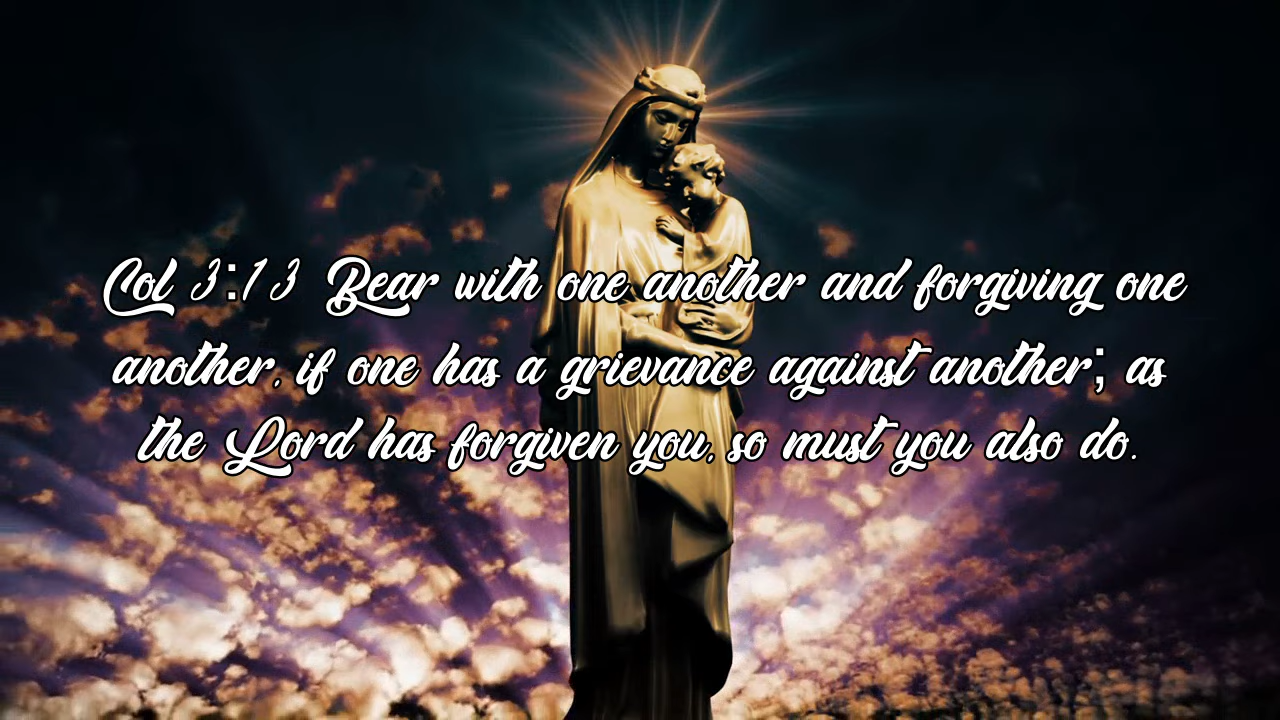 Col 3:13 Bear with one another and forgiving one
another, if one has a grievance against another; as
the Lord has forgiven you, so must you also do.